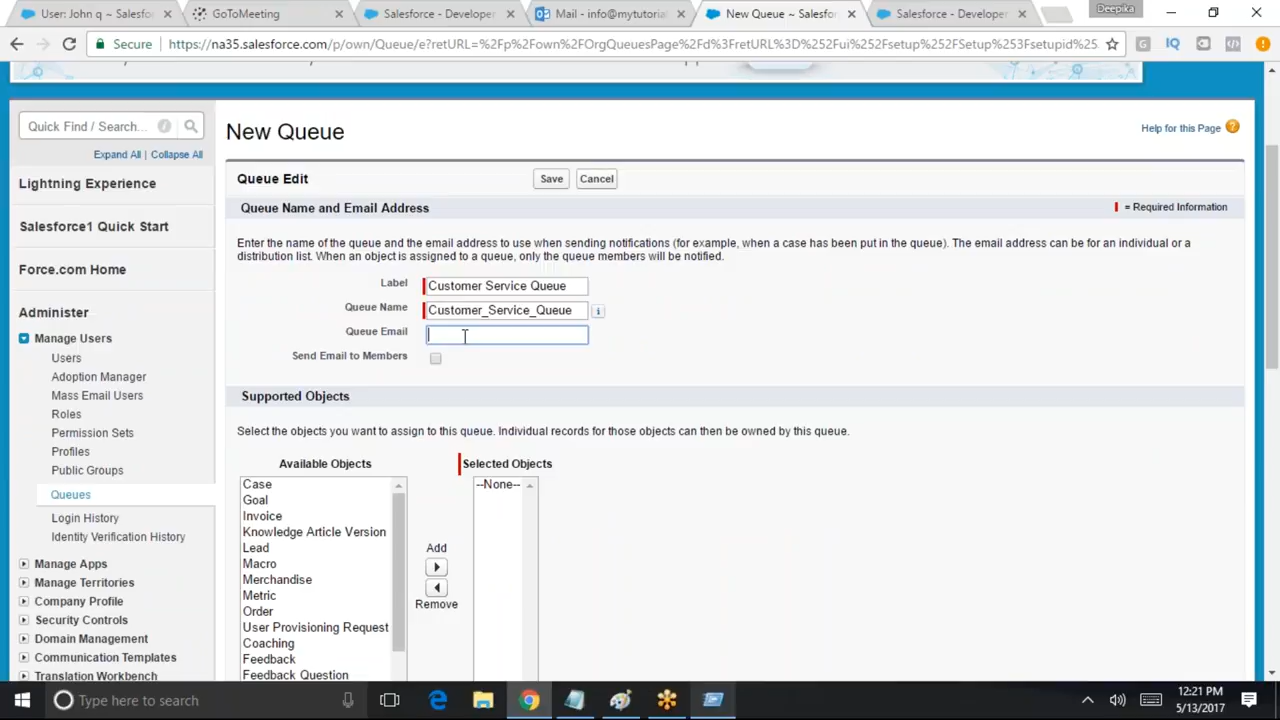 User: John q ~ Salesfo
GoToMeeting
Salesforce - Developer
Mail - info@mytutorial
New Queue ~ Salesfor
Salesforce - Developer
Deepika
Secure
https://na35.salesforce.com/p/own/Queue/e?retURL=%2Fp%2Fown%2FOrgQueuesPage%2Fd%3FretURL%3D%252Fui%252Fsetup%252FSetup%253Fsetupid%25
Quick Find / Search...
Expand All | Collapse All
Lightning Experience
Salesforce1 Quick Start
Force.com Home
Administer
Manage Users
Users
Adoption Manager
Mass Email Users
Roles
Permission Sets
Profiles
Public Groups
Queues
Login History
Identity Verification History
Manage Apps
Manage Territories
Company Profile
Security Controls
Domain Management
Communication Templates
Translation Workbench
New Queue
Help for this Page
Queue Edit
Save
Cancel
Queue Name and Email Address
= Required Information
Enter the name of the queue and the email address to use when sending notifications (for example, when a case has been put in the queue). The email address can be for an individual or a
distribution list. When an object is assigned to a queue, only the queue members will be notified.
Label
Customer Service Queue
Queue Name
Customer_Service_Queue
Queue Email
Send Email to Members
Supported Objects
Select the objects you want to assign to this queue. Individual records for those objects can then be owned by this queue.
Available Objects
Case
Goal
Invoice
Knowledge Article Version
Lead
Macro
Merchandise
Metric
Order
User Provisioning Request
Coaching
Feedback
Feedback Question
Add
Remove
Selected Objects
--None--
Type here to search
12:21 PM
5/13/2017